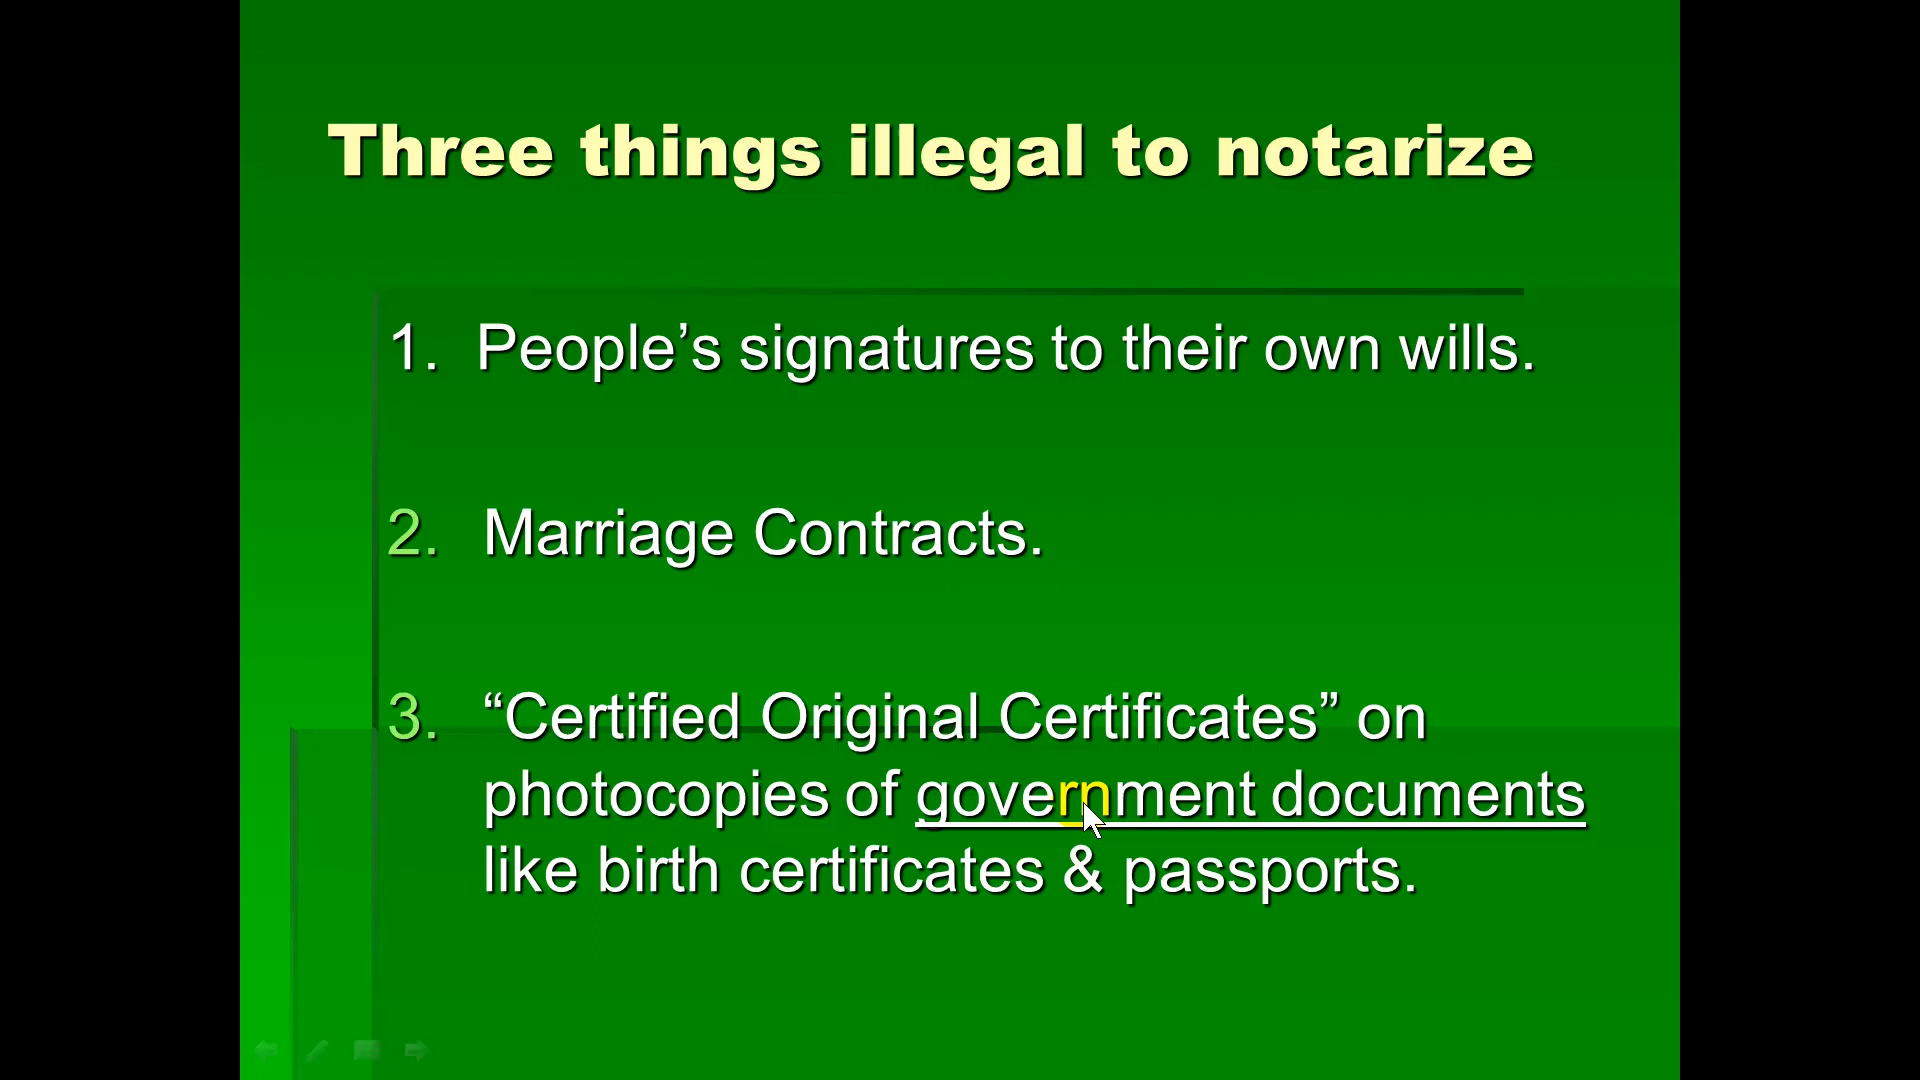 Three things illegal to notarize
1. People’s signatures to their own wills.
2. Marriage Contracts.
3. “Certified Original Certificates” on
photocopies of government documents
like birth certificates & passports.